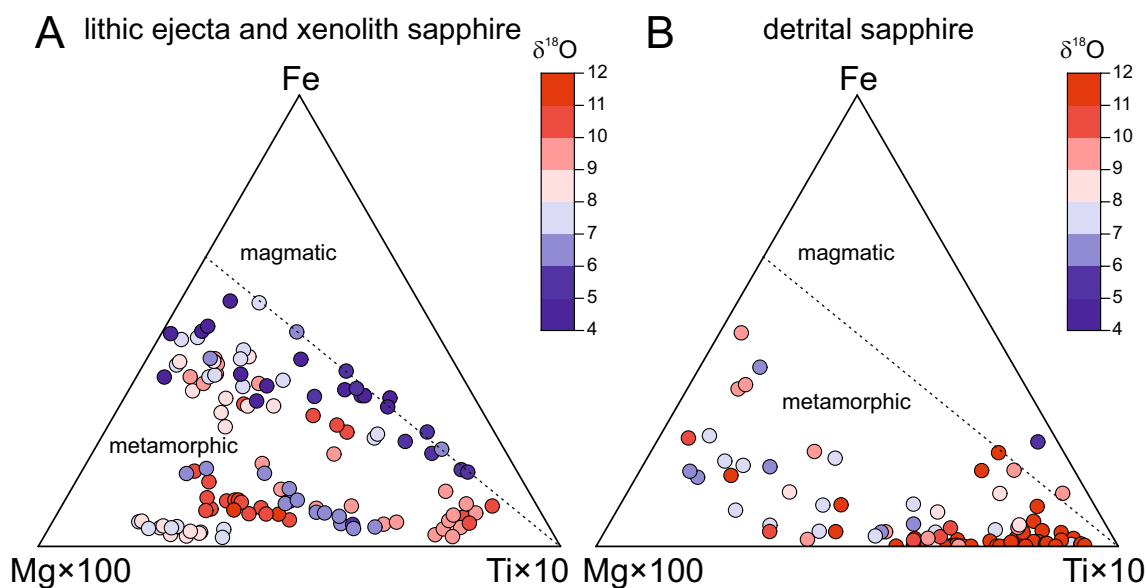 A lithic ejecta and xenolith sapphire
δ18O
12
11
10
9
8
7
6
5
4
Fe
magmatic
metamorphic
Mg×100
Ti×10
B detrital sapphire
δ18O
12
11
10
9
8
7
6
5
4
Fe
magmatic
metamorphic
Mg×100
Ti×10